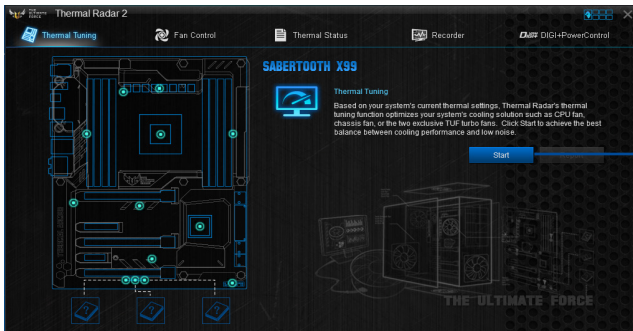 THE ULTIMATE FORCE
Thermal Radar 2
Thermal Tuning
Fan Control
Thermal Status
Recorder
DIGI+PowerControl
SABERTOOTH X99
Thermal Tuning
Based on your system's current thermal settings, Thermal Radar's thermal
tuning function optimizes your system's cooling solution such as CPU fan,
chassis fan, or the two exclusive TUF turbo fans. Click Start to achieve the best
balance between cooling performance and low noise.
Start
? ? ?
THE ULTIMATE FORCE